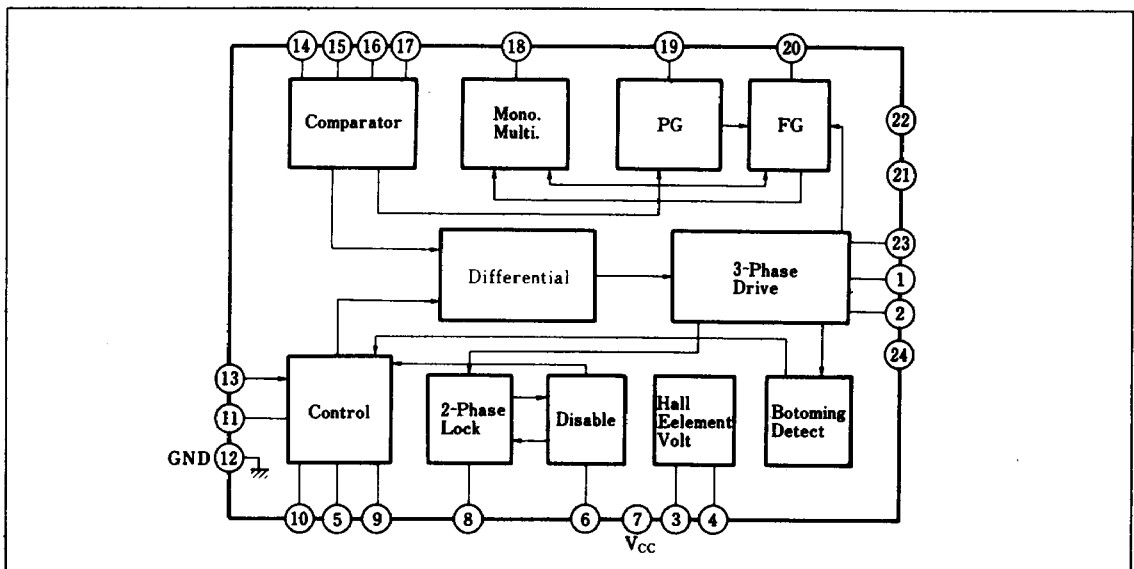 14 15 16 17 18 19 20
Comparator
Mono.
Multi.
PG
FG
22
21
Differential
3-Phase
Drive
23
1
2
24
13
11
GND 12
Control
2-Phase
Lock
Disable
Hall
Eelement
Volt
Botoming
Detect
10 5 9 8 6 7 3 4
VCC